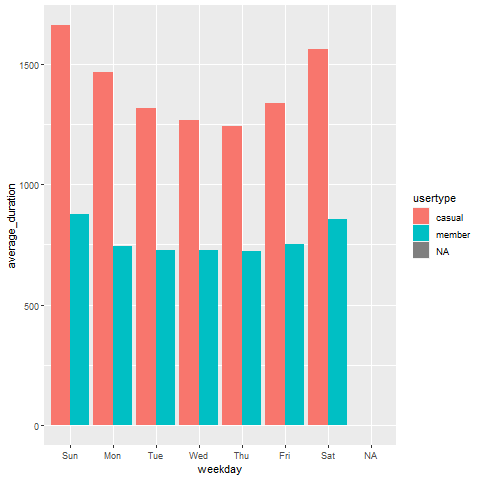 1500
1000
500
0
average_duration
Sun Mon Tue Wed Thu Fri Sat NA
weekday
usertype
casual
member
NA